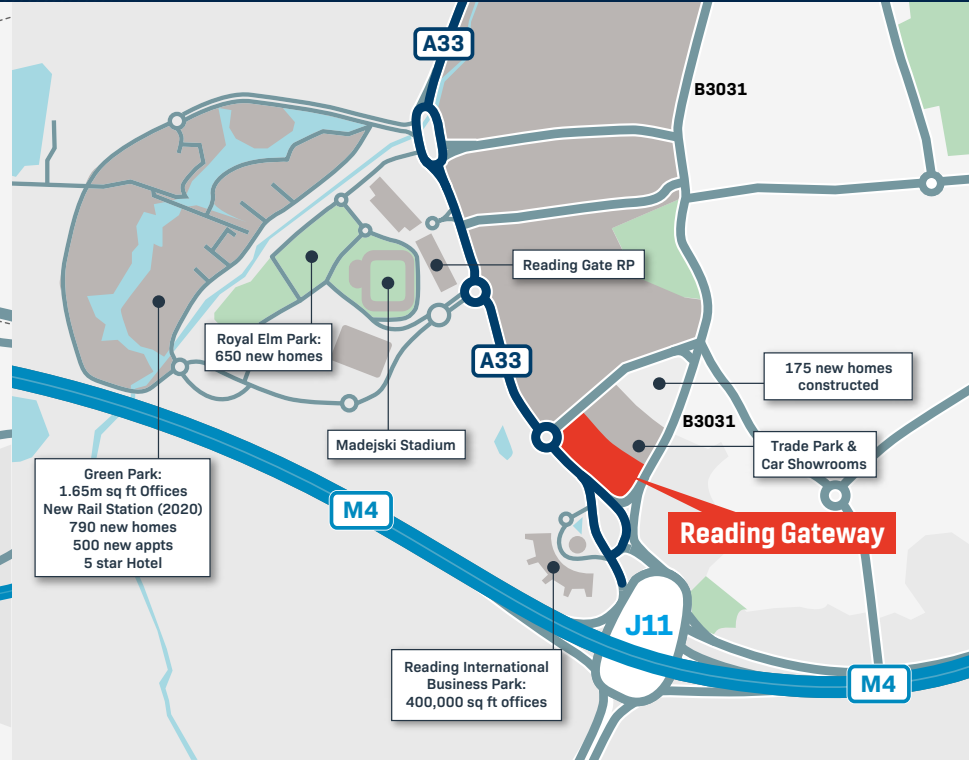 A33
B3031
Reading Gate RP
Royal Elm Park:
650 new homes
A33
175 new homes
constructed
B3031
Madejski Stadium
Trade Park &
Car Showrooms
Green Park:
1.65m sq ft Offices
New Rail Station (2020)
790 new homes
500 new appts
5 star Hotel
M4
Reading Gateway
J11
Reading International
Business Park:
400,000 sq ft offices
M4